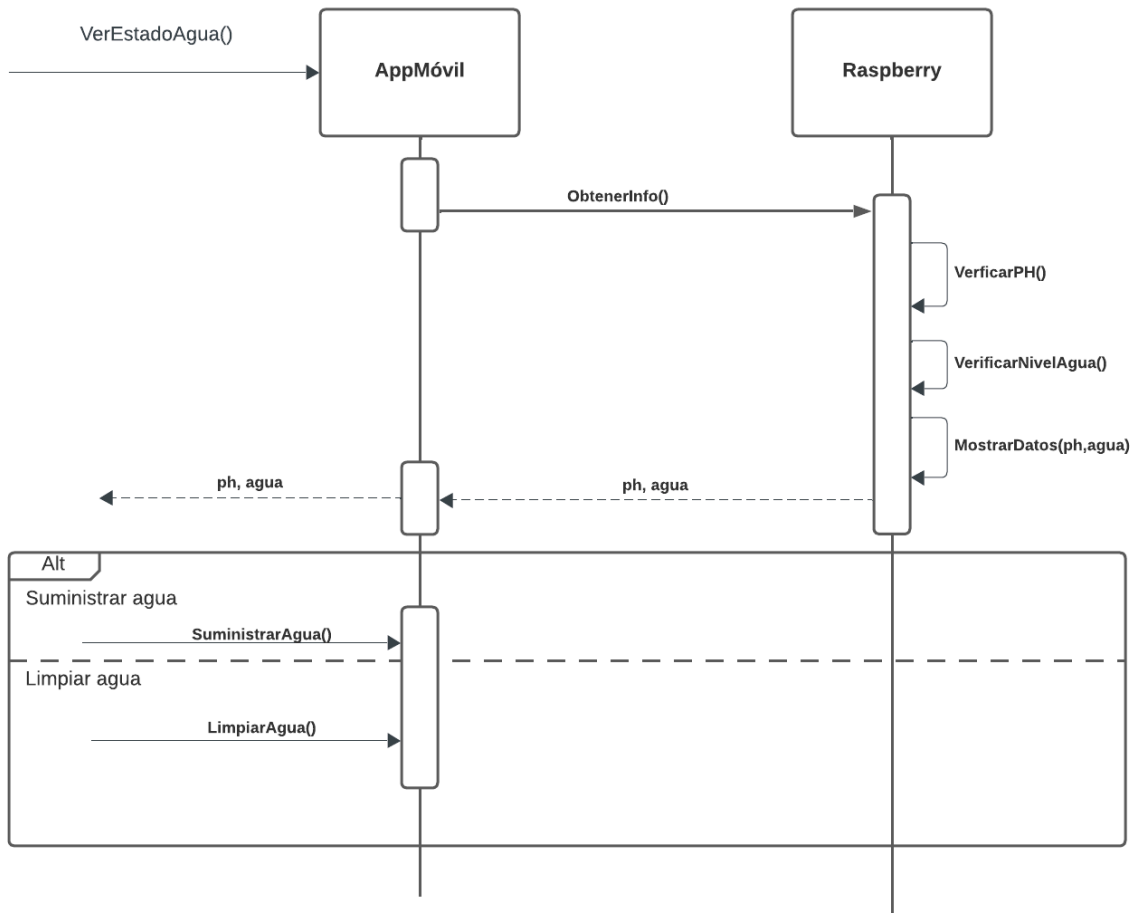 VerEstadoAgua()
AppMóvil
Raspberry
ObtenerInfo()
VerficarPH()
VerificarNivelAgua()
MostrarDatos(ph,agua)
ph, agua
ph, agua
Alt
Suministrar agua
SuministrarAgua()
Limpiar agua
LimpiarAgua()